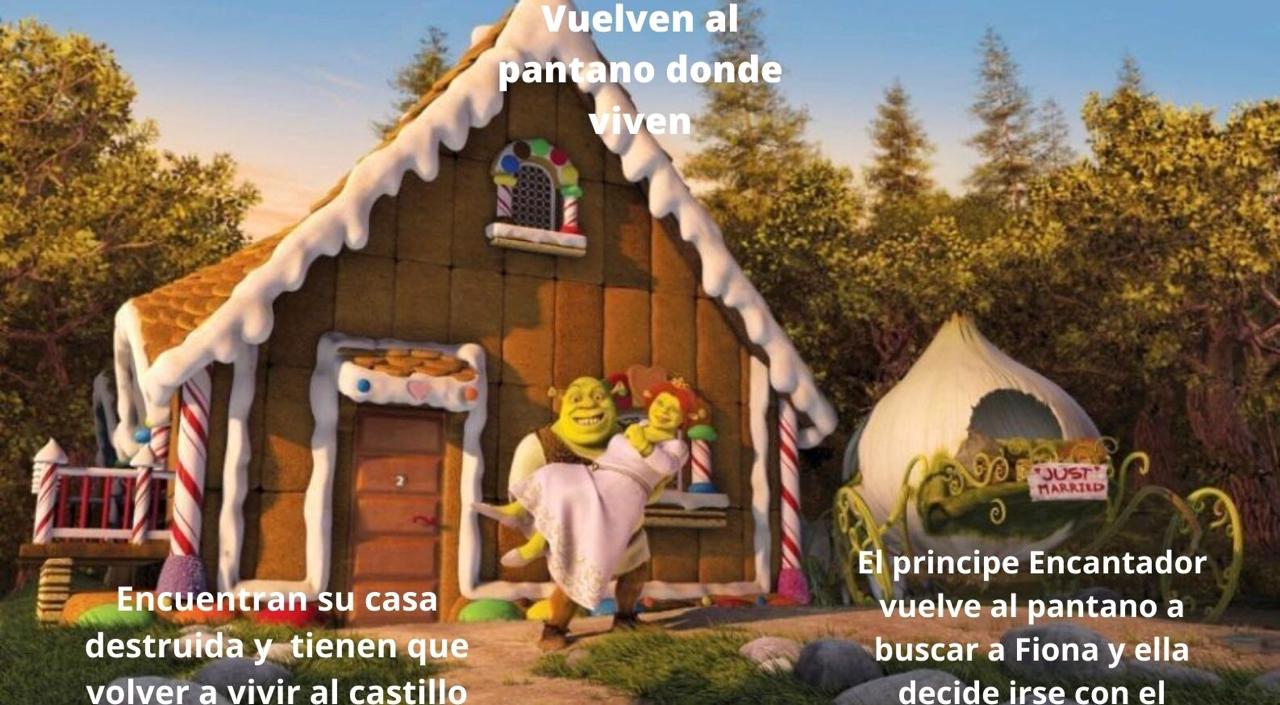 Vuelven al
pantano donde
viven
2
"JUST
MARRIED
Encuentran su casa
destruida y  tienen que
volver a vivir al castillo
El principe Encantador
vuelve al pantano a
buscar a Fiona y ella
decide irse con el